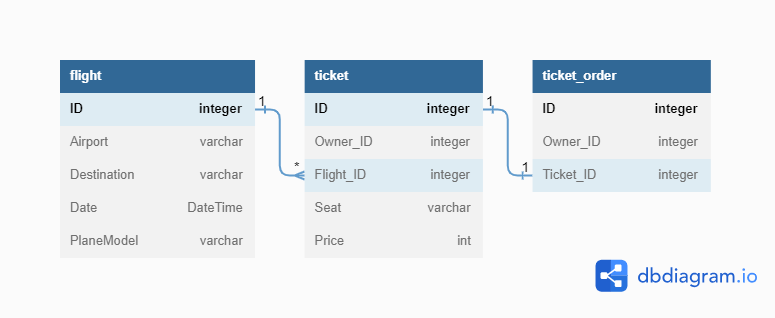 flight
ID integer
Airport varchar
Destination varchar
Date DateTime
PlaneModel varchar
1
*
ticket
ID integer
Owner_ID integer
Flight_ID integer
Seat varchar
Price int
1
1
ticket_order
ID integer
Owner_ID integer
Ticket_ID integer
dbdiagram.io